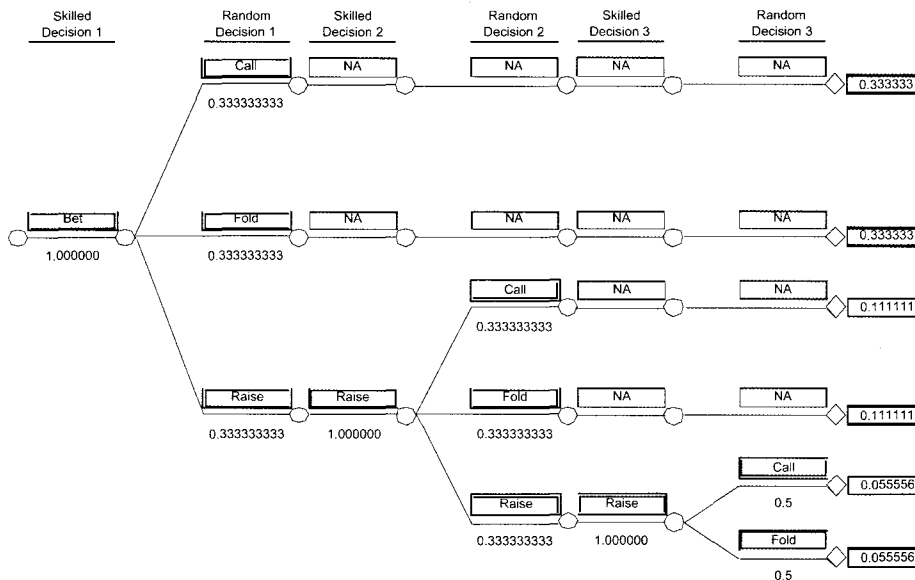 Skilled Decision 1
Random Decision 1
Skilled Decision 2
Random Decision 2
Skilled Decision 3
Random Decision 3
Call
NA
NA
NA
NA
0.333333333
0.333333
Bet
Fold
NA
NA
NA
NA
1.000000
0.333333333
0.333333
Call
NA
NA
0.333333333
0.111111
Raise
Raise
Fold
NA
NA
0.333333333
1.000000
0.333333333
0.111111
Call
0.5
0.055556
Raise
Raise
0.333333333
1.000000
Fold
0.5
0.055556